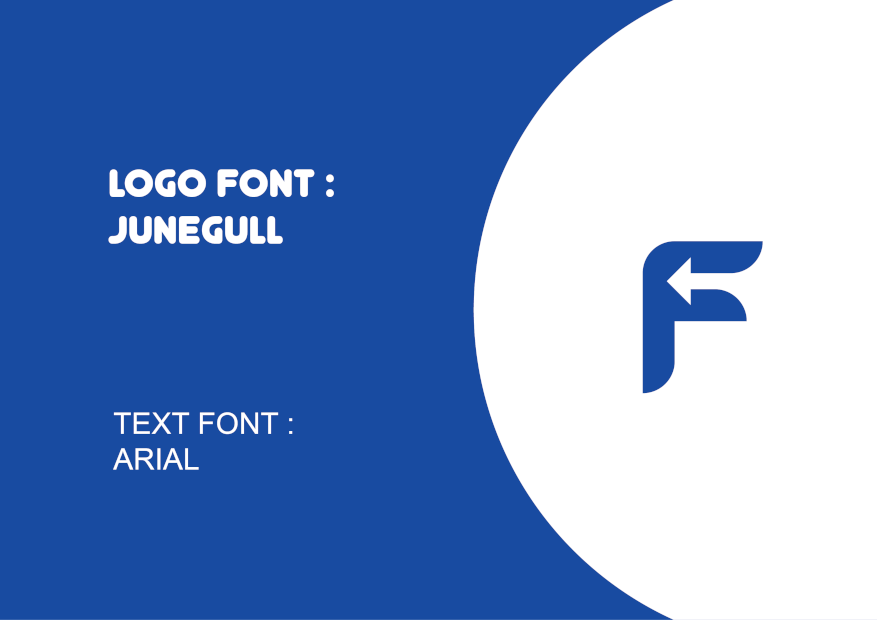 LOGO FONT :
JUNEGULL
TEXT FONT :
ARIAL
F